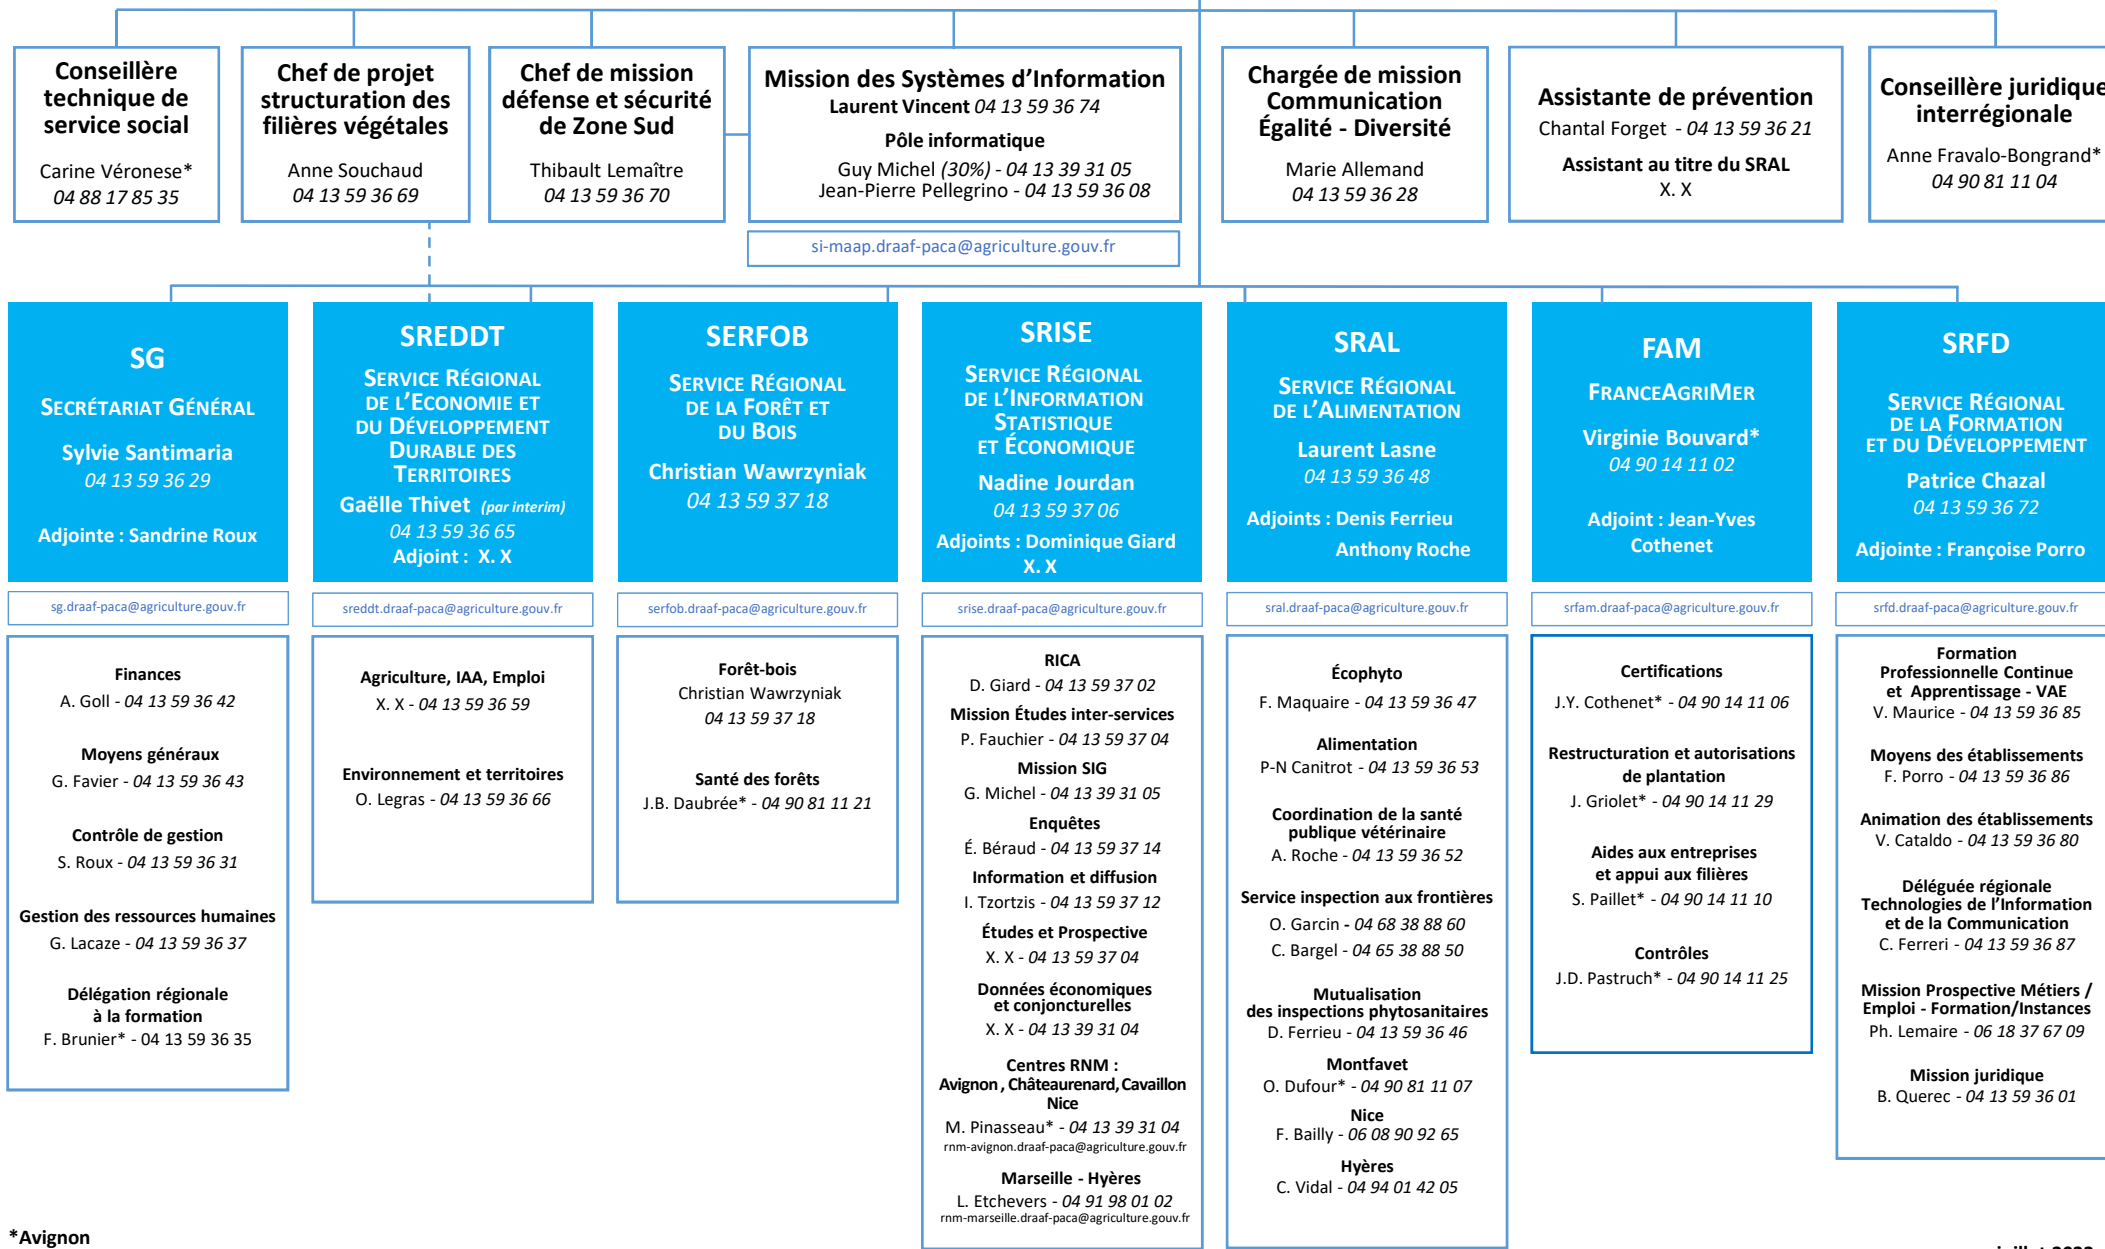 Conseillère
technique de
service social
Carine Véronese*
04 88 17 85 35
Chef de projet
structuration des
filières végétales
Anne Souchaud
04 13 59 36 69
Chef de mission
défense et sécurité
de Zone Sud
Thibault Lemaître
04 13 59 36 70
Mission des Systèmes d’Information
Laurent Vincent 04 13 59 36 74
Pôle informatique
Guy Michel (30%) - 04 13 39 31 05
Jean-Pierre Pellegrino - 04 13 59 36 08
si-maap.draaf-paca@agriculture.gouv.fr
Chargée de mission
Communication
Égalité - Diversité
Marie Allemand
04 13 59 36 28
Assistante de prévention
Chantal Forget - 04 13 59 36 21
Assistant au titre du SRAL
X. X
Conseillère juridique
interrégionale
Anne Fravalo-Bongrand*
04 90 81 11 04
SG
SECRÉTARIAT GÉNÉRAL
Sylvie Santimaria
04 13 59 36 29
Adjointe : Sandrine Roux
sg.draaf-paca@agriculture.gouv.fr
Finances
A. Goll - 04 13 59 36 42
Moyens généraux
G. Favier - 04 13 59 36 43
Contrôle de gestion
S. Roux - 04 13 59 36 31
Gestion des ressources humaines
G. Lacaze - 04 13 59 36 37
Délégation régionale
à la formation
F. Brunier* - 04 13 59 36 35
SREDDT
SERVICE RÉGIONAL
DE L’ECONOMIE ET
DU DÉVELOPPEMENT
DURABLE DES
TERRITOIRES
Gaëlle Thivet (par interim)
04 13 59 36 65
Adjoint : X. X
sreddt.draaf-paca@agriculture.gouv.fr
Agriculture, IAA, Emploi
X. X - 04 13 59 36 59
Environnement et territoires
O. Legras - 04 13 59 36 66
SERFOB
SERVICE RÉGIONAL
DE LA FORÊT ET
DU BOIS
Christian Wawrzyniak
04 13 59 37 18
serfob.draaf-paca@agriculture.gouv.fr
Forêt-bois
Christian Wawrzyniak
04 13 59 37 18
Santé des forêts
J.B. Daubrée* - 04 90 81 11 21
SRISE
SERVICE RÉGIONAL
DE L’INFORMATION
STATISTIQUE
ET ÉCONOMIQUE
Nadine Jourdan
04 13 59 37 06
Adjoints : Dominique Giard
X. X
srise.draaf-paca@agriculture.gouv.fr
RICA
D. Giard - 04 13 59 37 02
Mission Études inter-services
P. Fauchier - 04 13 59 37 04
Mission SIG
G. Michel - 04 13 39 31 05
Enquêtes
É. Béraud - 04 13 59 37 14
Information et diffusion
I. Tzortzis - 04 13 59 37 12
Études et Prospective
X. X - 04 13 59 37 04
Données économiques
et conjoncturelles
X. X - 04 13 39 31 04
Centres RNM :
Avignon , Châteaurenard, Cavaillon
Nice
M. Pinasseau* - 04 13 39 31 04
rnm-avignon.draaf-paca@agriculture.gouv.fr
Marseille - Hyères
L. Etchevers - 04 91 98 01 02
rnm-marseille.draaf-paca@agriculture.gouv.fr
SRAL
SERVICE RÉGIONAL
DE L’ALIMENTATION
Laurent Lasne
04 13 59 36 48
Adjoints : Denis Ferrieu
Anthony Roche
sral.draaf-paca@agriculture.gouv.fr
Écophyto
F. Maquaire - 04 13 59 36 47
Alimentation
P-N Canitrot - 04 13 59 36 53
Coordination de la santé
publique vétérinaire
A. Roche - 04 13 59 36 52
Service inspection aux frontières
O. Garcin - 04 68 38 88 60
C. Bargel - 04 65 38 88 50
Mutualisation
des inspections phytosanitaires
D. Ferrieu - 04 13 59 36 46
Montfavet
O. Dufour* - 04 90 81 11 07
Nice
F. Bailly - 06 08 90 92 65
Hyères
C. Vidal - 04 94 01 42 05
FAM
FRANCEAGRIMER
Virginie Bouvard*
04 90 14 11 02
Adjoint : Jean-Yves
Cothenet
srfam.draaf-paca@agriculture.gouv.fr
Certifications
J.Y. Cothenet* - 04 90 14 11 06
Restructuration et autorisations
de plantation
J. Griolet* - 04 90 14 11 29
Aides aux entreprises
et appui aux filières
S. Paillet* - 04 90 14 11 10
Contrôles
J.D. Pastruch* - 04 90 14 11 25
SRFD
SERVICE RÉGIONAL
DE LA FORMATION
ET DU DÉVELOPPEMENT
Patrice Chazal
04 13 59 36 72
Adjointe : Françoise Porro
srfd.draaf-paca@agriculture.gouv.fr
Formation
Professionnelle Continue
et Apprentissage - VAE
V. Maurice - 04 13 59 36 85
Moyens des établissements
F. Porro - 04 13 59 36 86
Animation des établissements
V. Cataldo - 04 13 59 36 80
Déléguée régionale
Technologies de l’Information
et de la Communication
C. Ferreri - 04 13 59 36 87
Mission Prospective Métiers /
Emploi - Formation/Instances
Ph. Lemaire - 06 18 37 67 09
Mission juridique
B. Querec - 04 13 59 36 01
*Avignon